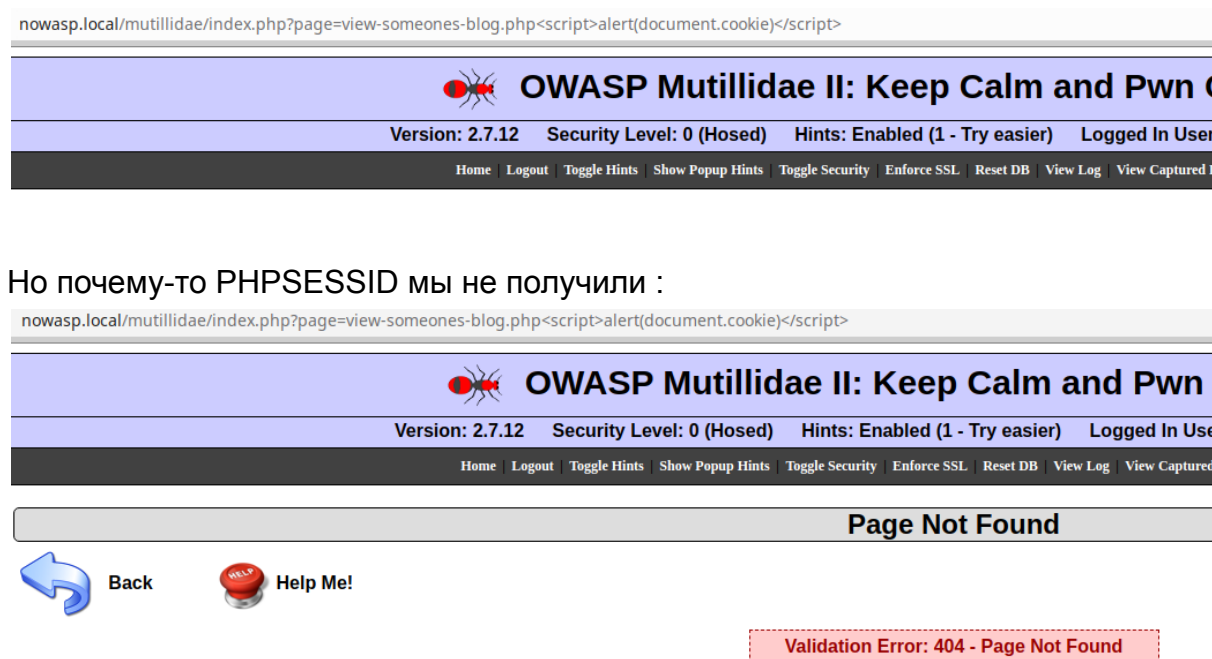 nowasp.local/mutillidae/index.php?page=view-someones-blog.php<script>alert(document.cookie)</script>
OWASP Mutillidae II: Keep Calm and Pwn
Version: 2.7.12 Security Level: 0 (Hosed) Hints: Enabled (1 - Try easier) Logged In User
Home | Logout | Toggle Hints | Show Popup Hints | Toggle Security | Enforce SSL | Reset DB | View Log | View Captured
Но почему-то PHPSESSID мы не получили :
nowasp.local/mutillidae/index.php?page=view-someones-blog.php<script>alert(document.cookie)</script>
OWASP Mutillidae II: Keep Calm and Pwn
Version: 2.7.12 Security Level: 0 (Hosed) Hints: Enabled (1 - Try easier) Logged In Use
Home | Logout | Toggle Hints | Show Popup Hints | Toggle Security | Enforce SSL | Reset DB | View Log | View Captured
Page Not Found
Back HELP Help Me!
Validation Error: 404 - Page Not Found